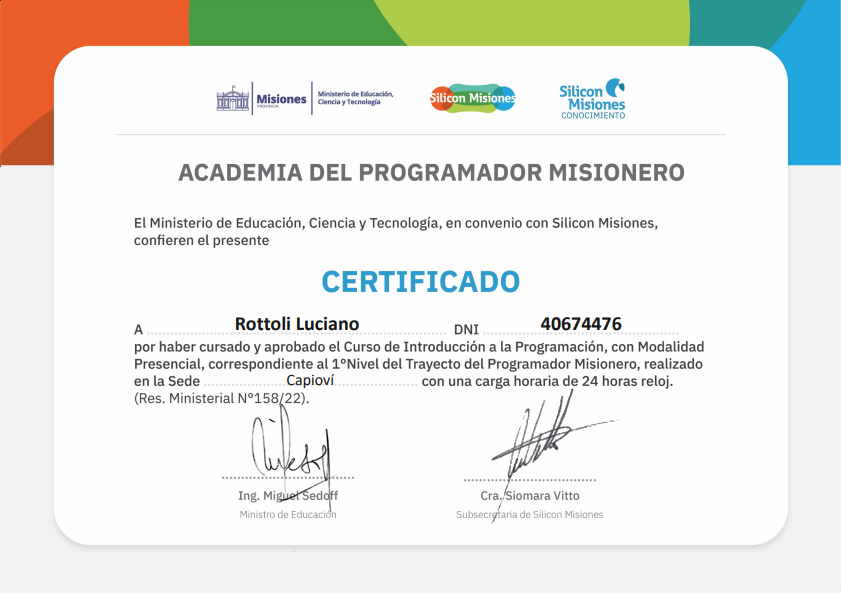 Misiones
PROVINCIA
Ministerio de Educación,
Ciencia y Tecnología
Silicon Misiones
Silicon
Misiones
CONOCIMIENTO
ACADEMIA DEL PROGRAMADOR MISIONERO
El Ministerio de Educación, Ciencia y Tecnología, en convenio con Silicon Misiones,
confieren el presente
CERTIFICADO
A Rottoli Luciano DNI 40674476
por haber cursado y aprobado el Curso de Introducción a la Programación, con Modalidad
Presencial, correspondiente al 1°Nivel del Trayecto del Programador Misionero, realizado
en la Sede Capioví con una carga horaria de 24 horas reloj.
(Res. Ministerial N°158/22).
Ing. Miguel Sedoff
Ministro de Educación
Cra. Siomara Vitto
Subsecretaria de Silicon Misiones